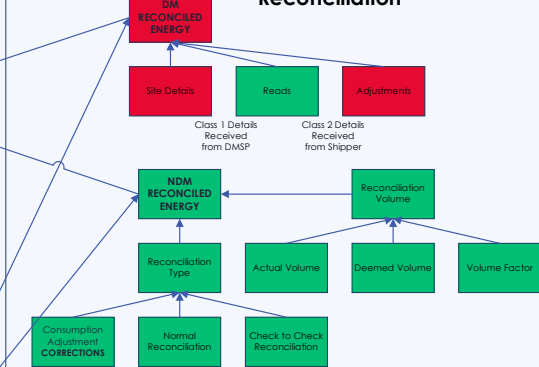 Reconciliation
DM
RECONCILED
ENERGY
Site Details
Reads
Adjustments
Class 1 Details
Received
from DMSP
Class 2 Details
Received
from Shipper
NDM
RECONCILED
ENERGY
Reconciliation
Volume
Reconciliation
Type
Actual Volume
Deemed Volume
Volume Factor
Consumption
Adjustment
CORRECTIONS
Normal
Reconciliation
Check to Check
Reconciliation